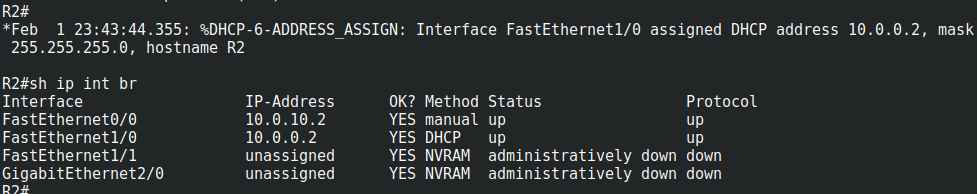 R2#
*Feb  1 23:43:44.355: %DHCP-6-ADDRESS_ASSIGN: Interface FastEthernet1/0 assigned DHCP address 10.0.0.2, mask
 255.255.255.0, hostname R2

R2#sh ip int br
Interface              IP-Address      OK? Method Status                Protocol
FastEthernet0/0        10.0.10.2       YES manual up                    up
FastEthernet1/0        10.0.0.2        YES DHCP   up                    up
FastEthernet1/1        unassigned      YES NVRAM  administratively down down
GigabitEthernet2/0     unassigned      YES NVRAM  administratively down down
R2#